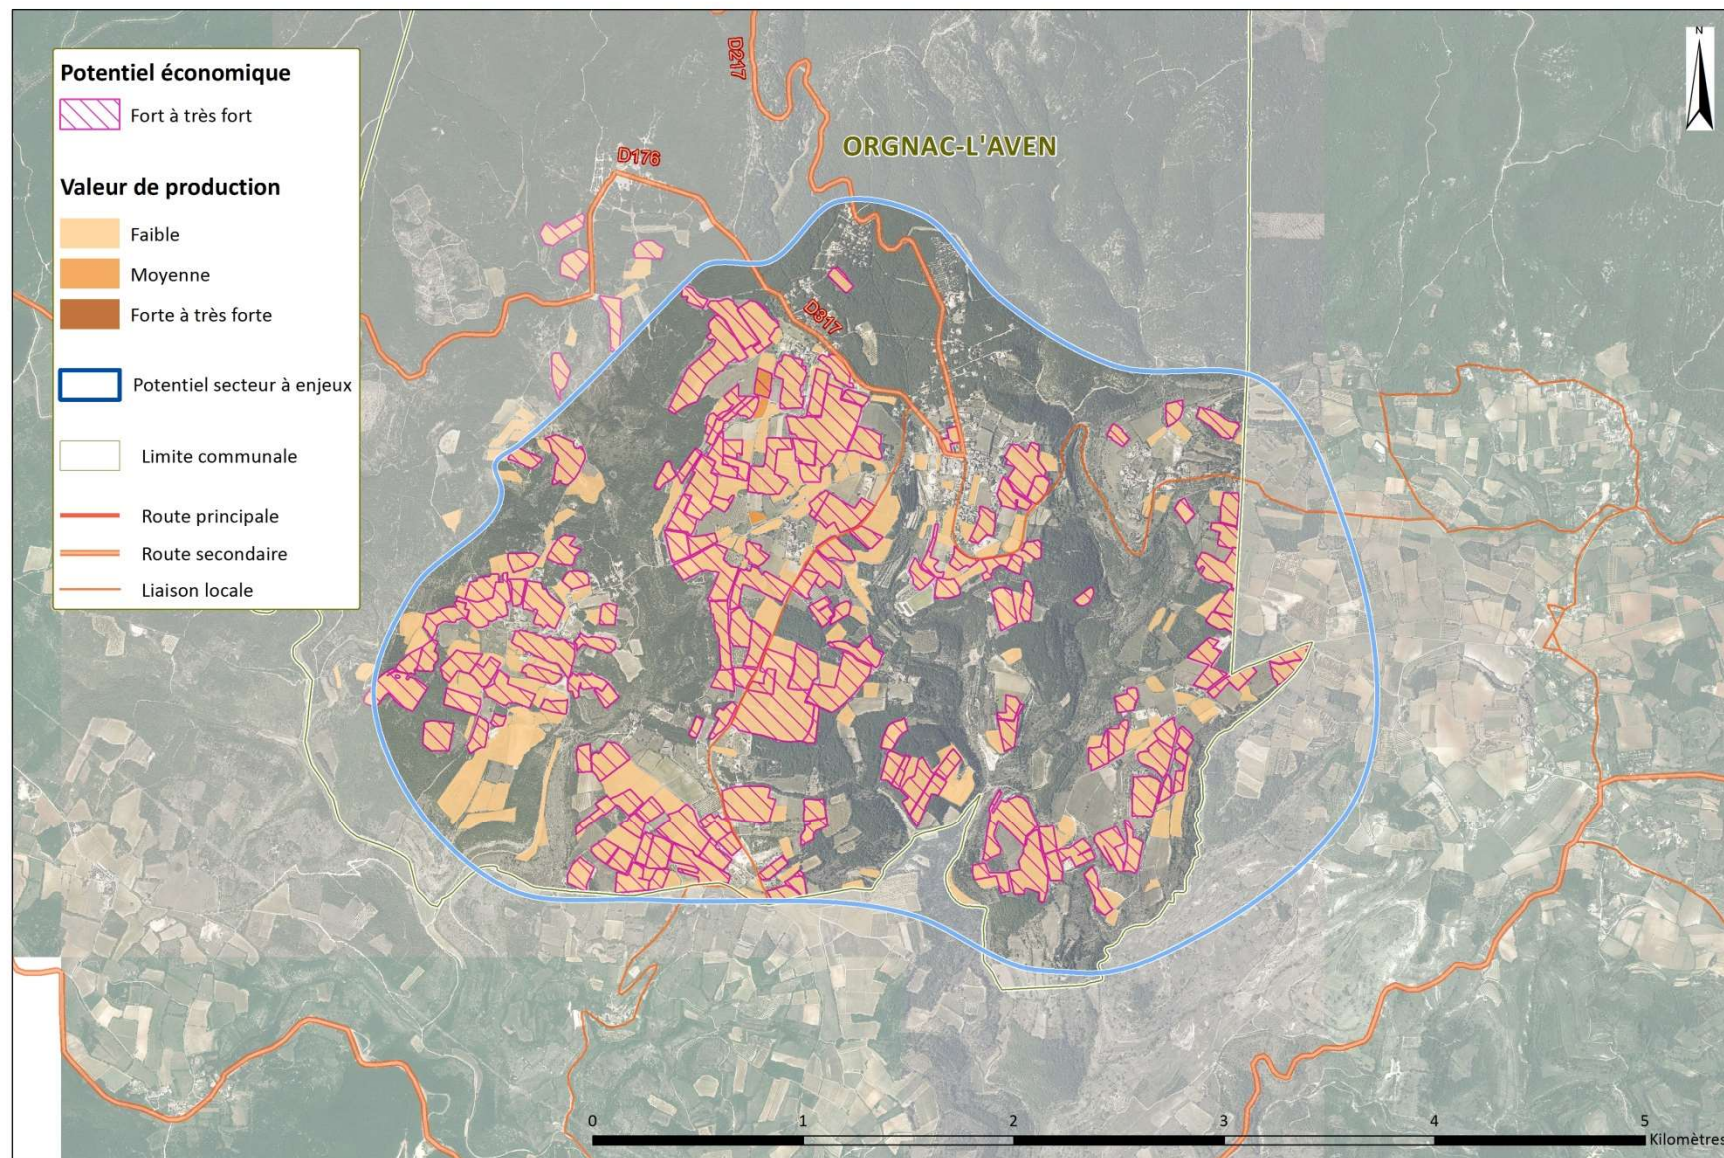 Potentiel économique
Fort à très fort
Valeur de production
Faible
Moyenne
Forte à très forte
Potentiel secteur à enjeux
Limite communale
Route principale
Route secondaire
Liaison locale
D217
N
ORGNAC-L'AVEN
D176
D317
0 1 2 3 4 5
Kilomètres